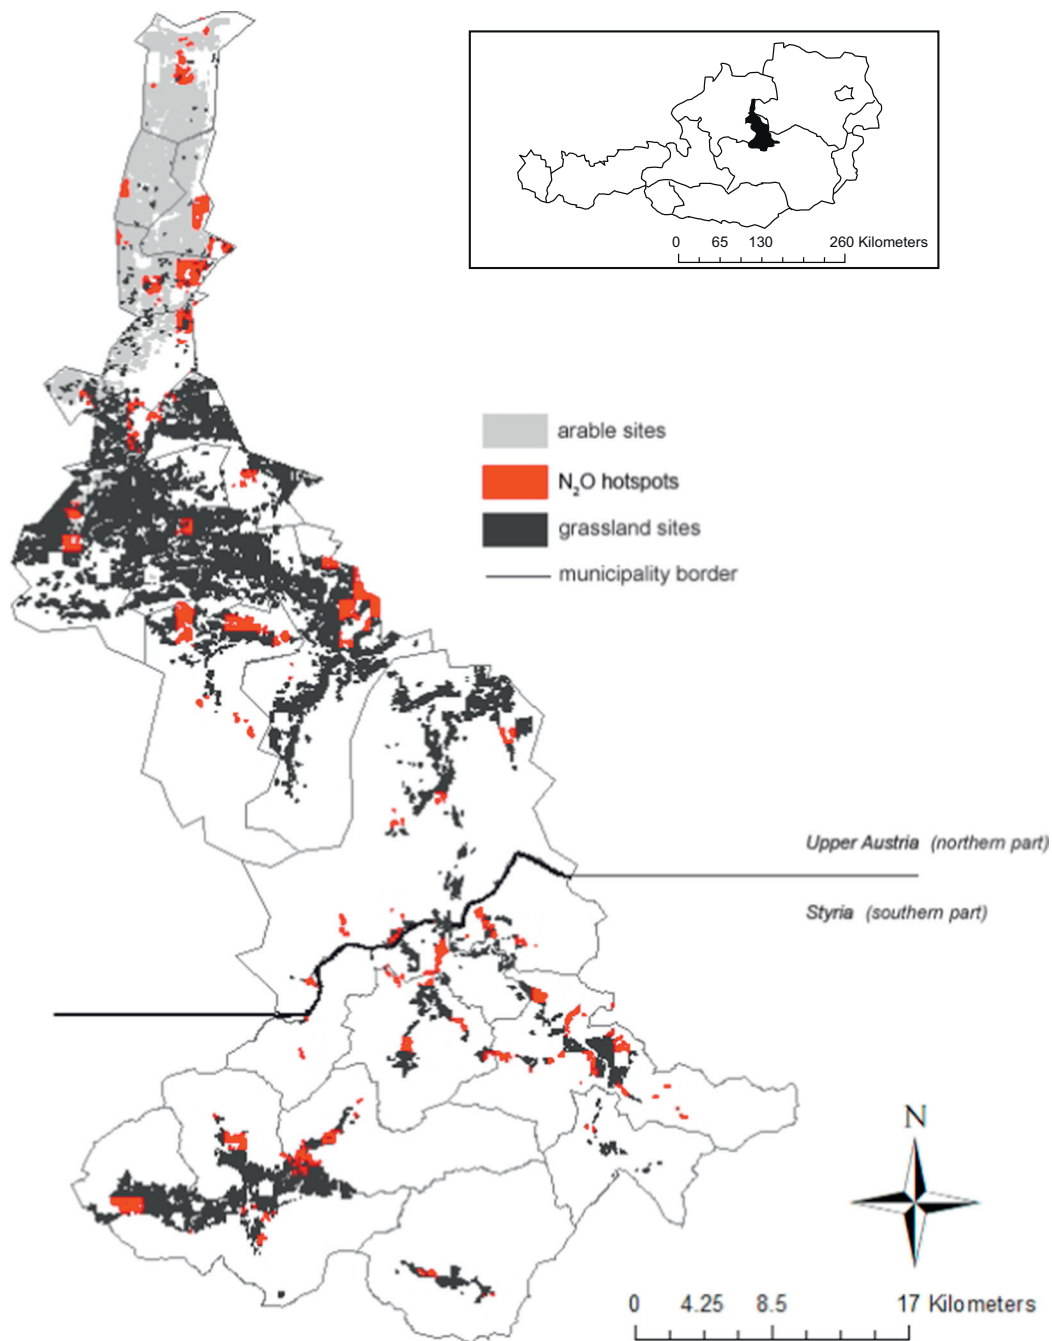 0 65 130 260 Kilometers
arable sites
N₂O hotspots
grassland sites
municipality border
Upper Austria (northern part)
Styria (southern part)
N
0 4.25 8.5 17 Kilometers